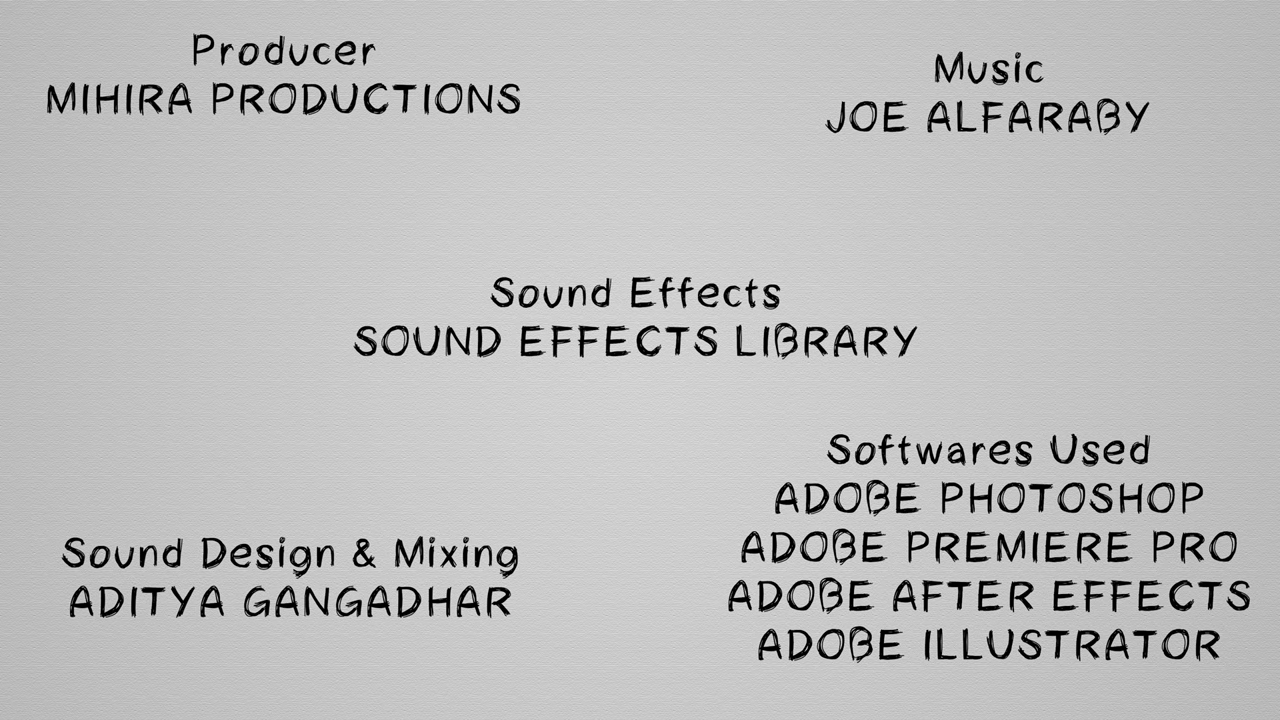 Producer
MIHIRA PRODUCTIONS
Music
JOE ALFARABY
Sound Effects
SOUND EFFECTS LIBRARY
Sound Design & Mixing
ADITYA GANGADHAR
Softwares Used
ADOBE PHOTOSHOP
ADOBE PREMIERE PRO
ADOBE AFTER EFFECTS
ADOBE ILLUSTRATOR